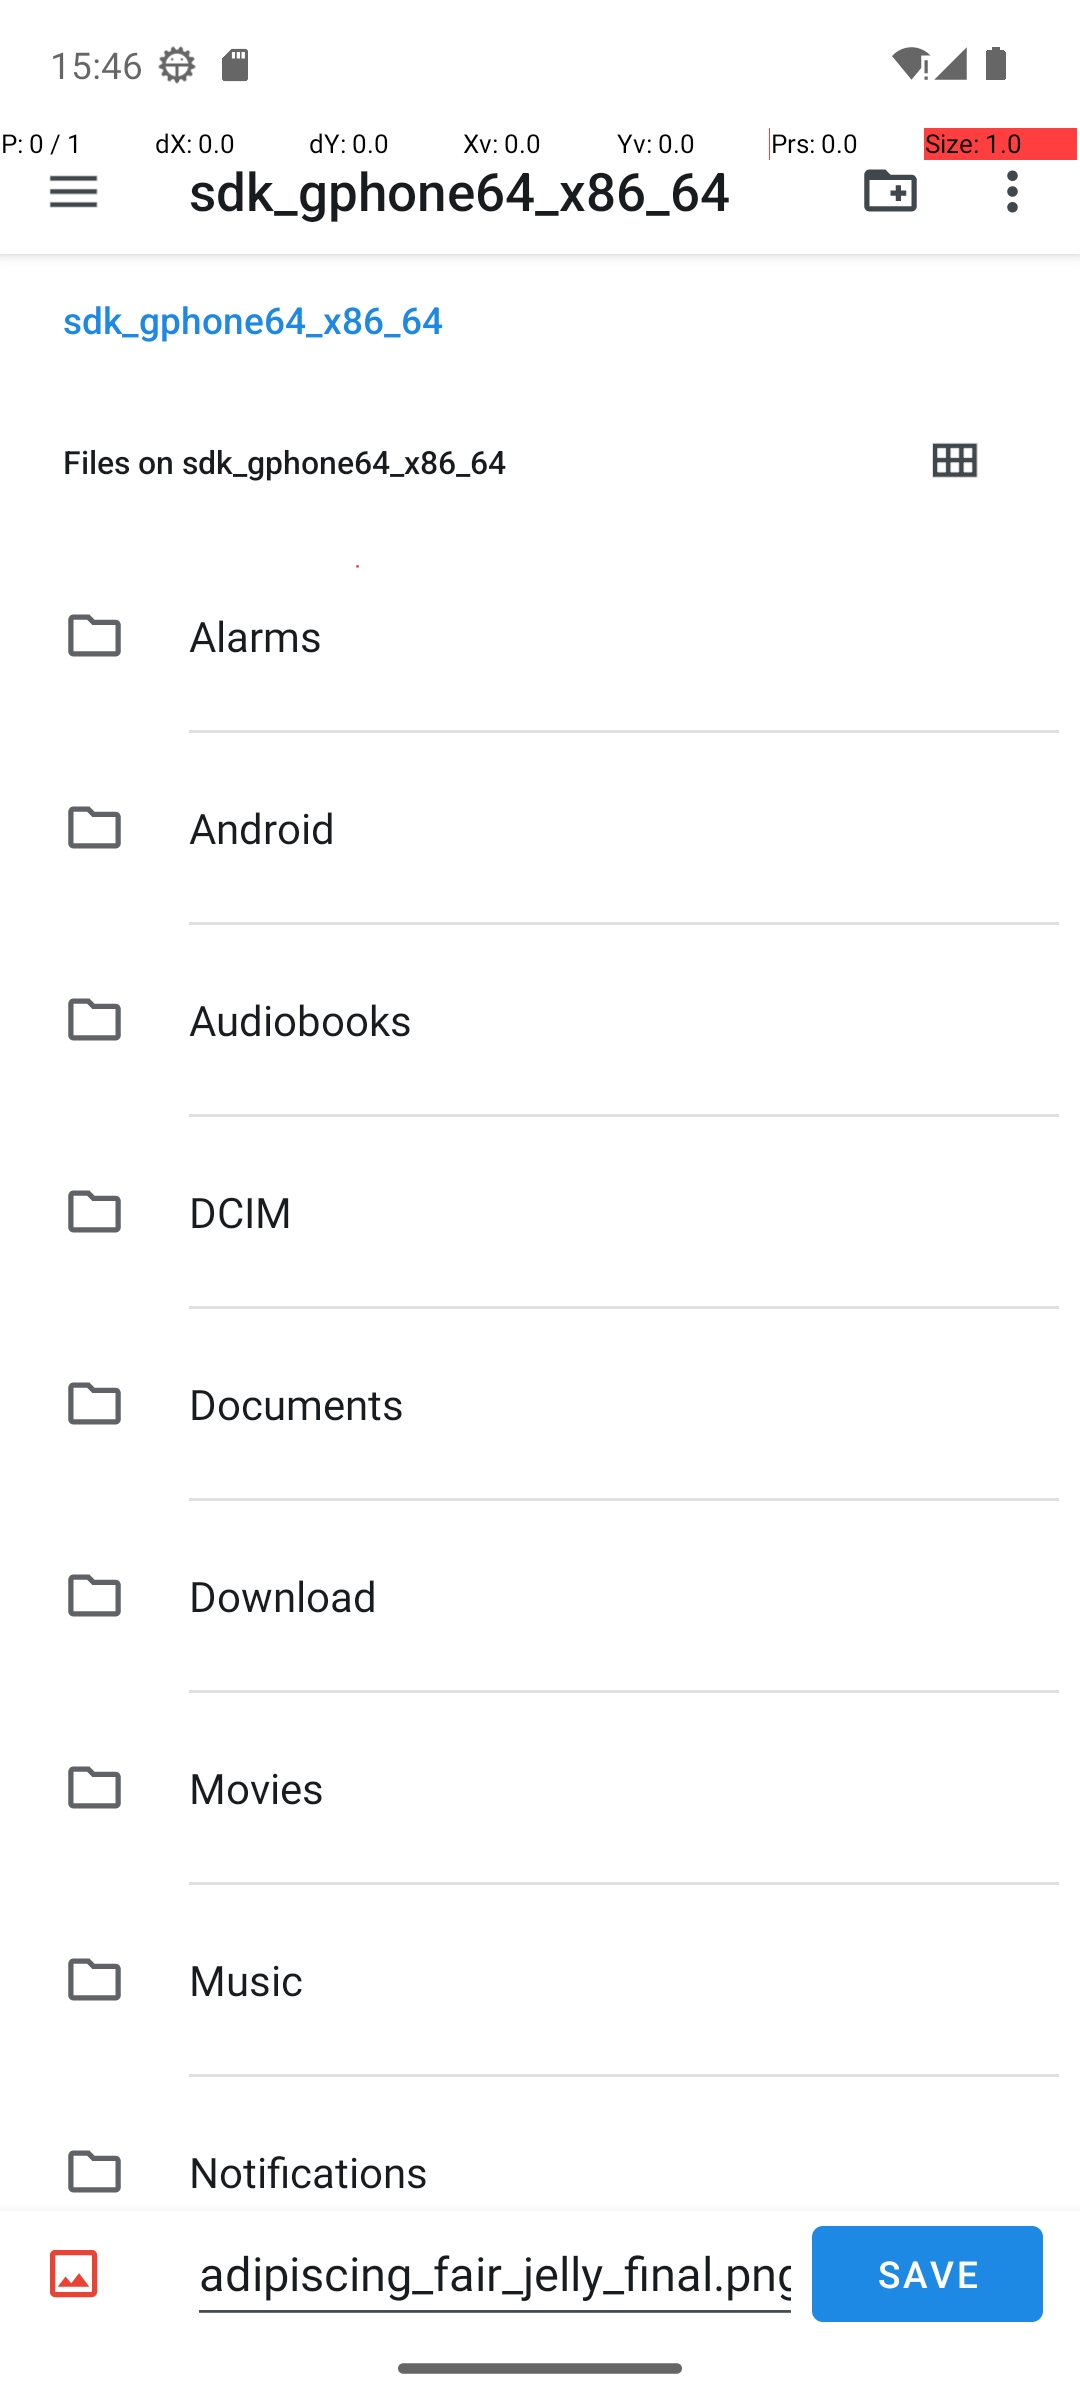 15:46
P: 0 / 1 dX: 0.0 dY: 0.0 Xv: 0.0 Yv: 0.0 Prs: 0.0 Size: 1.0
sdk_gphone64_x86_64
sdk_gphone64_x86_64
Files on sdk_gphone64_x86_64
Alarms
Android
Audiobooks
DCIM
Documents
Download
Movies
Music
Notifications
adipiscing_fair_jelly_final.png
SAVE